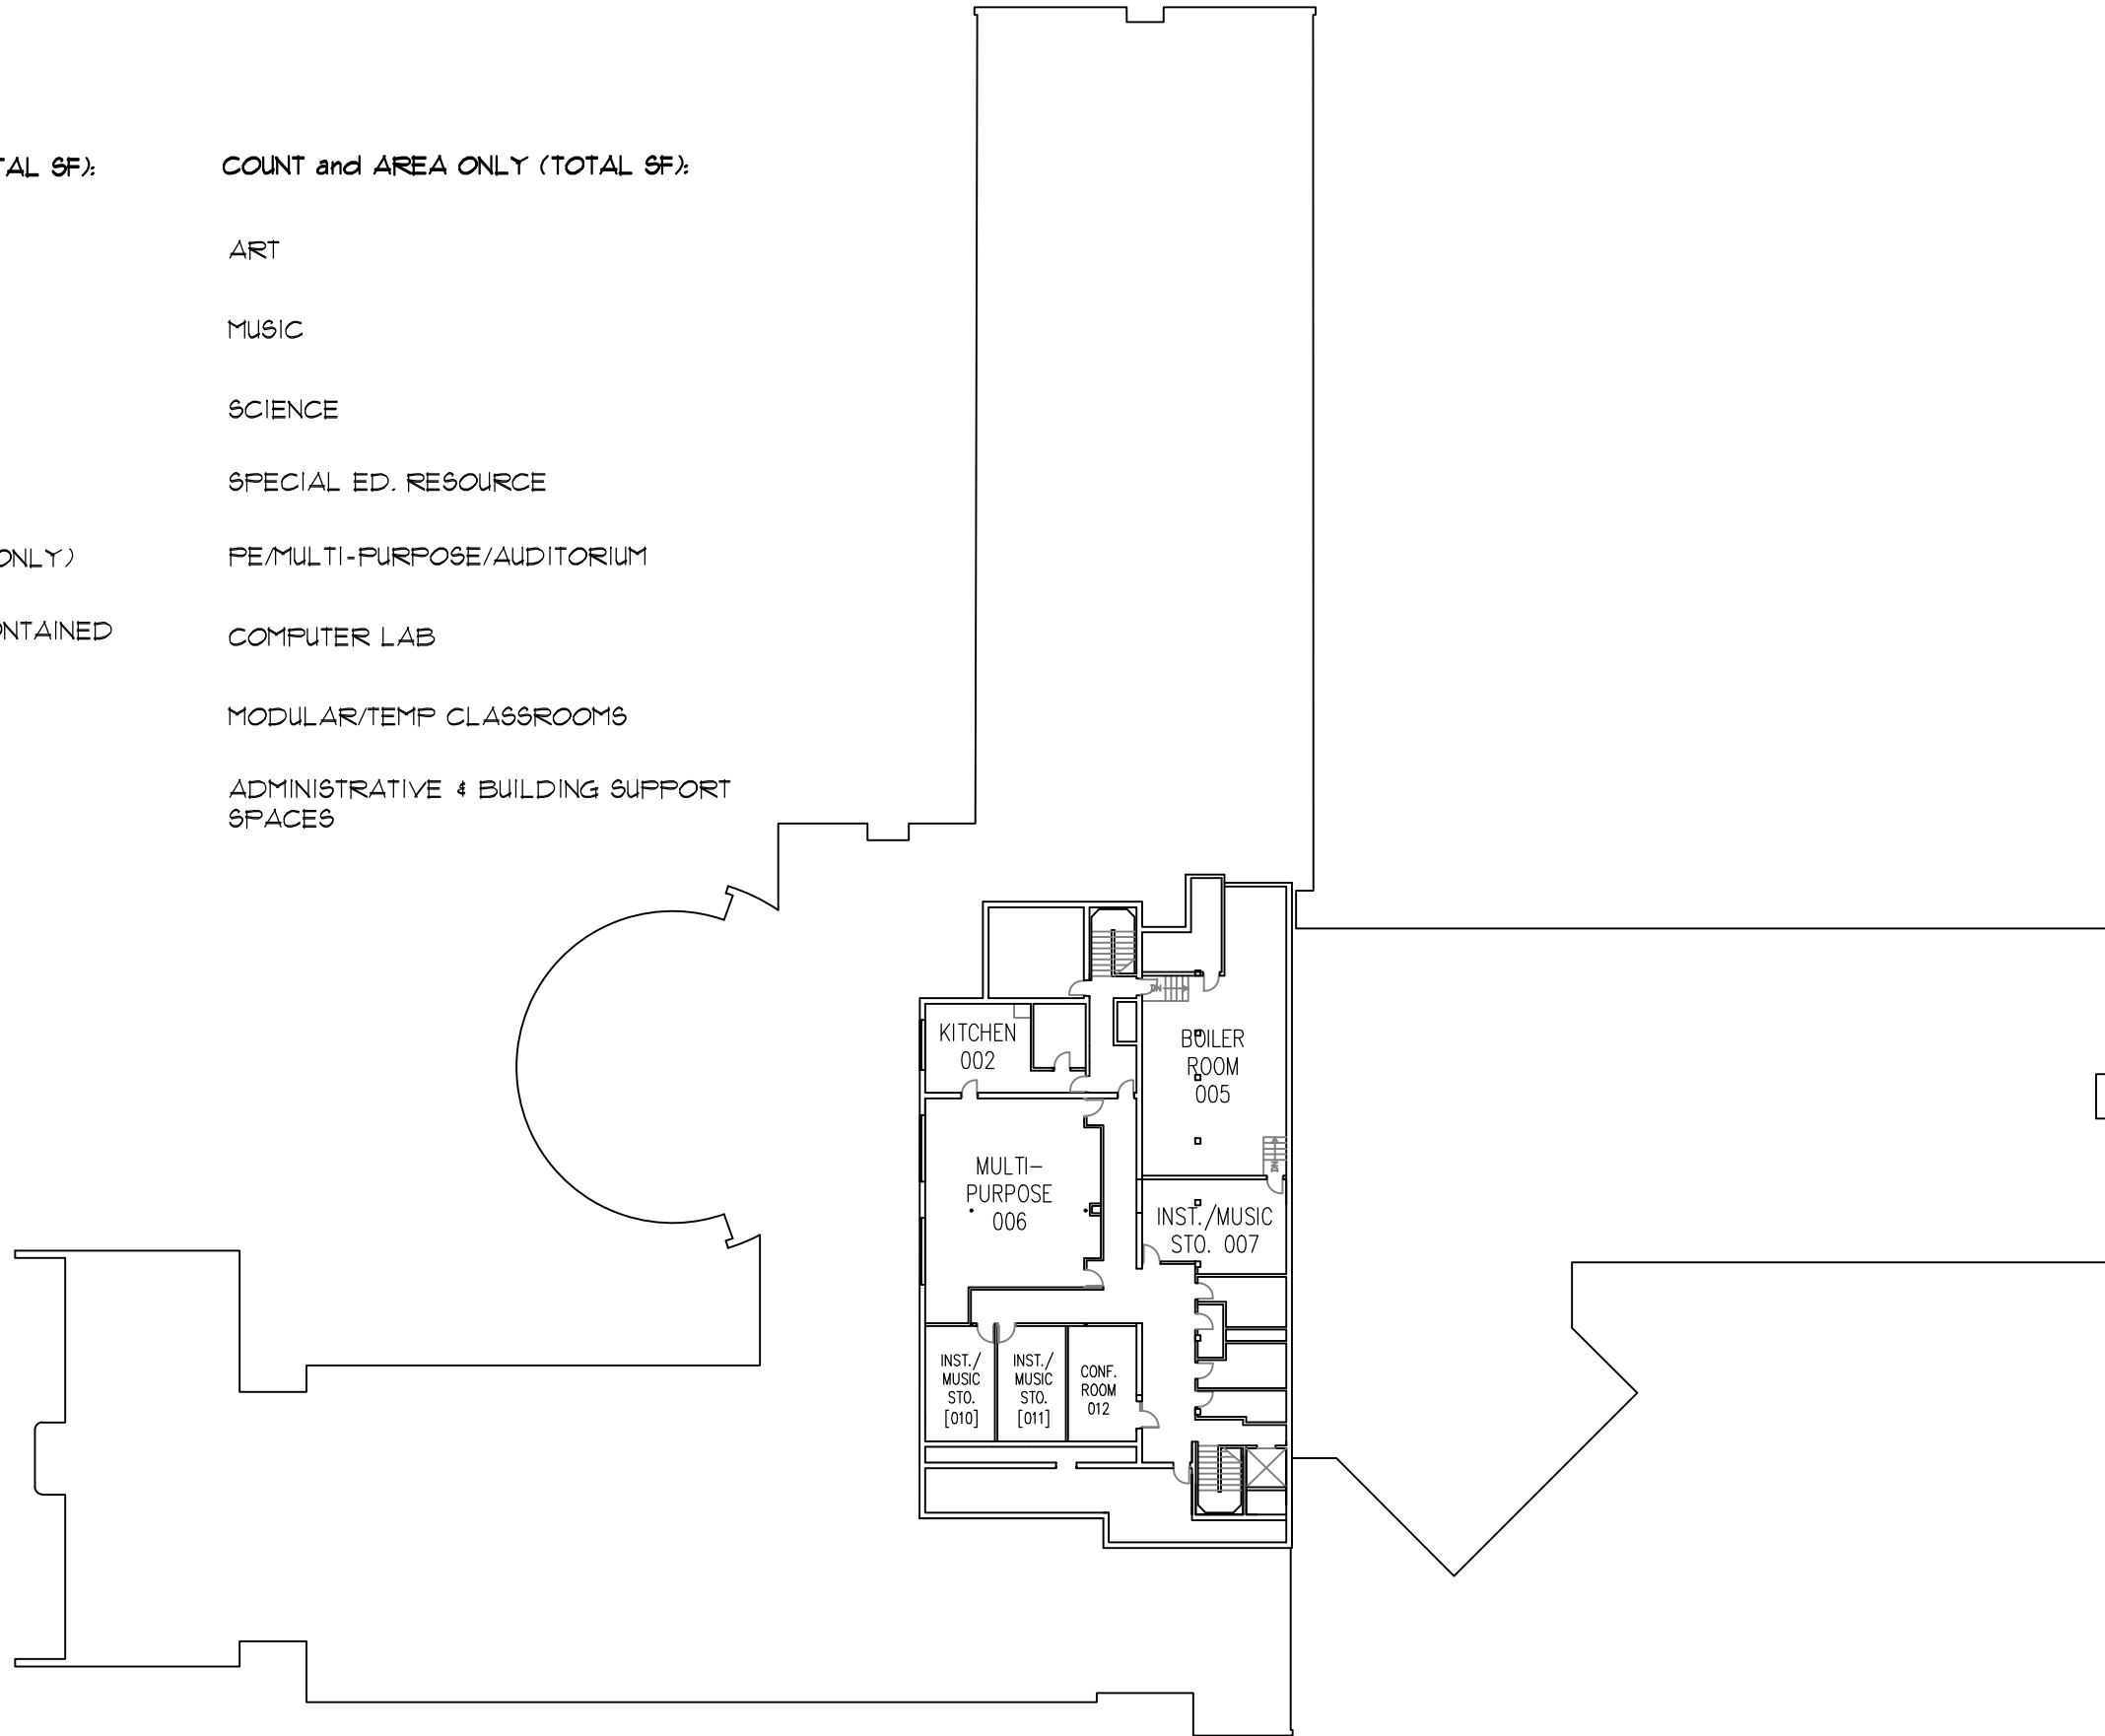 TAL SF):
ONLY)
ONTAINED
COUNT and AREA ONLY (TOTAL SF):
ART
MUSIC
SCIENCE
SPECIAL ED. RESOURCE
PE/MULTI-PURPOSE/AUDITORIUM
COMPUTER LAB
MODULAR/TEMP CLASSROOMS
ADMINISTRATIVE & BUILDING SUPPORT
SPACES
DN
KITCHEN
002
BOILER
ROOM
005
DN
MULTI-
PURPOSE
006
INST./MUSIC
STO. 007
INST./
MUSIC
STO.
[010]
INST./
MUSIC
STO.
[011]
CONF.
ROOM
012